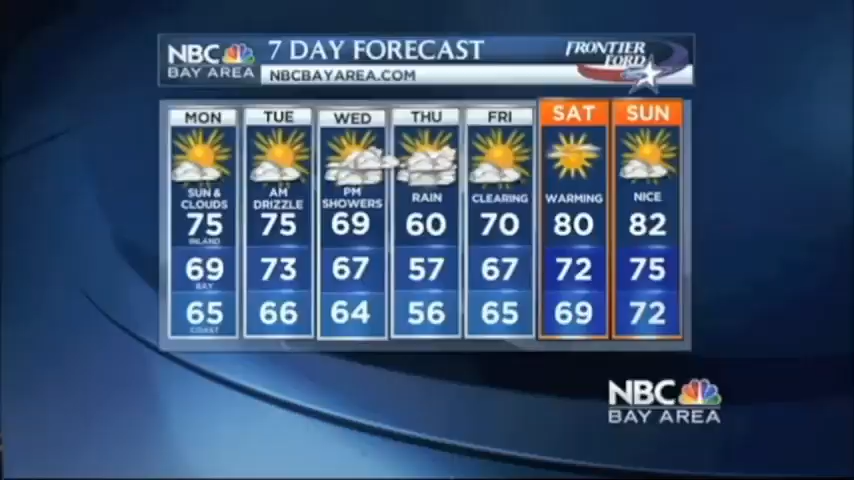 NBC 7 DAY FORECAST FRONTIER FORD
BAY AREA NBCBAYAREA.COM
MON TUE WED THU FRI SAT SUN
SUN & CLOUDS AM DRIZZLE PM SHOWERS RAIN CLEARING WARMING NICE
75 75 69 60 70 80 82
INLAND
69 73 67 57 67 72 75
BAY
65 66 64 56 65 69 72
COAST
NBC
BAY AREA